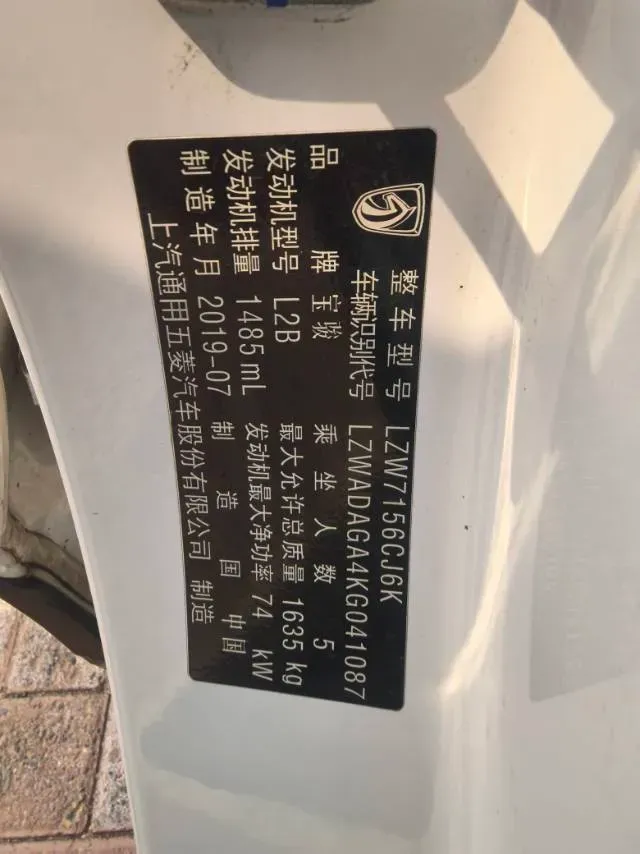 整车型号 LZW7156CJ6K
车辆识别代号 LZWADAGA4KG041087
品牌 宝骏 乘坐人数 5
发动机型号 L2B 最大允许总质量 1635 kg
发动机排量 1485 mL 发动机最大净功率 74 kW
制造年月 2019-07 制造国 中国
上汽通用五菱汽车股份有限公司 制造